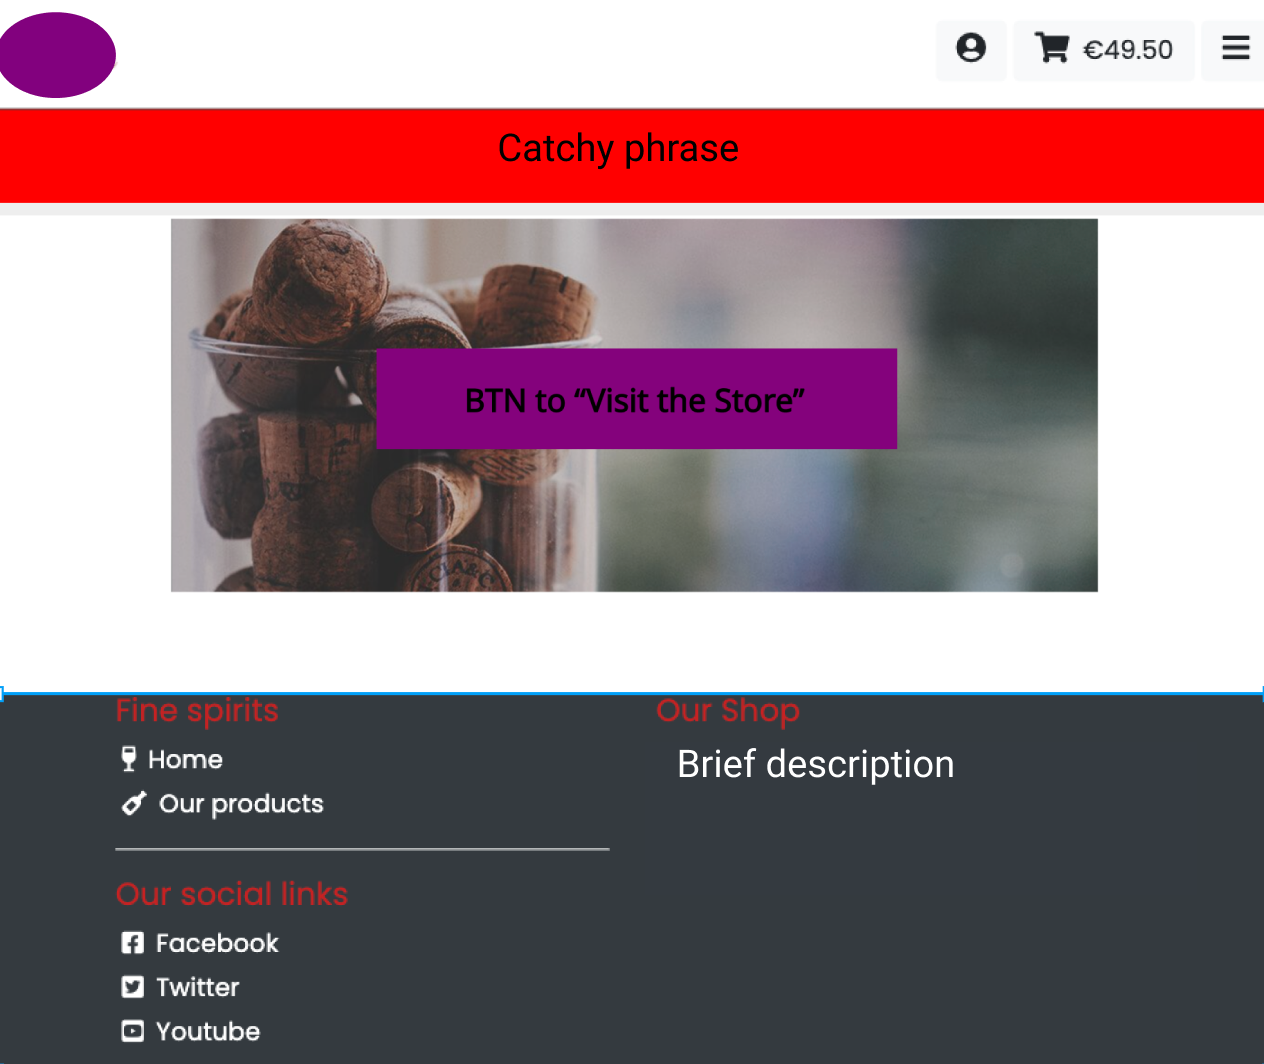 €49.50
Catchy phrase
BTN to “Visit the Store”
Fine spirits
Home
Our products
Our social links
Facebook
Twitter
Youtube
Our Shop
Brief description